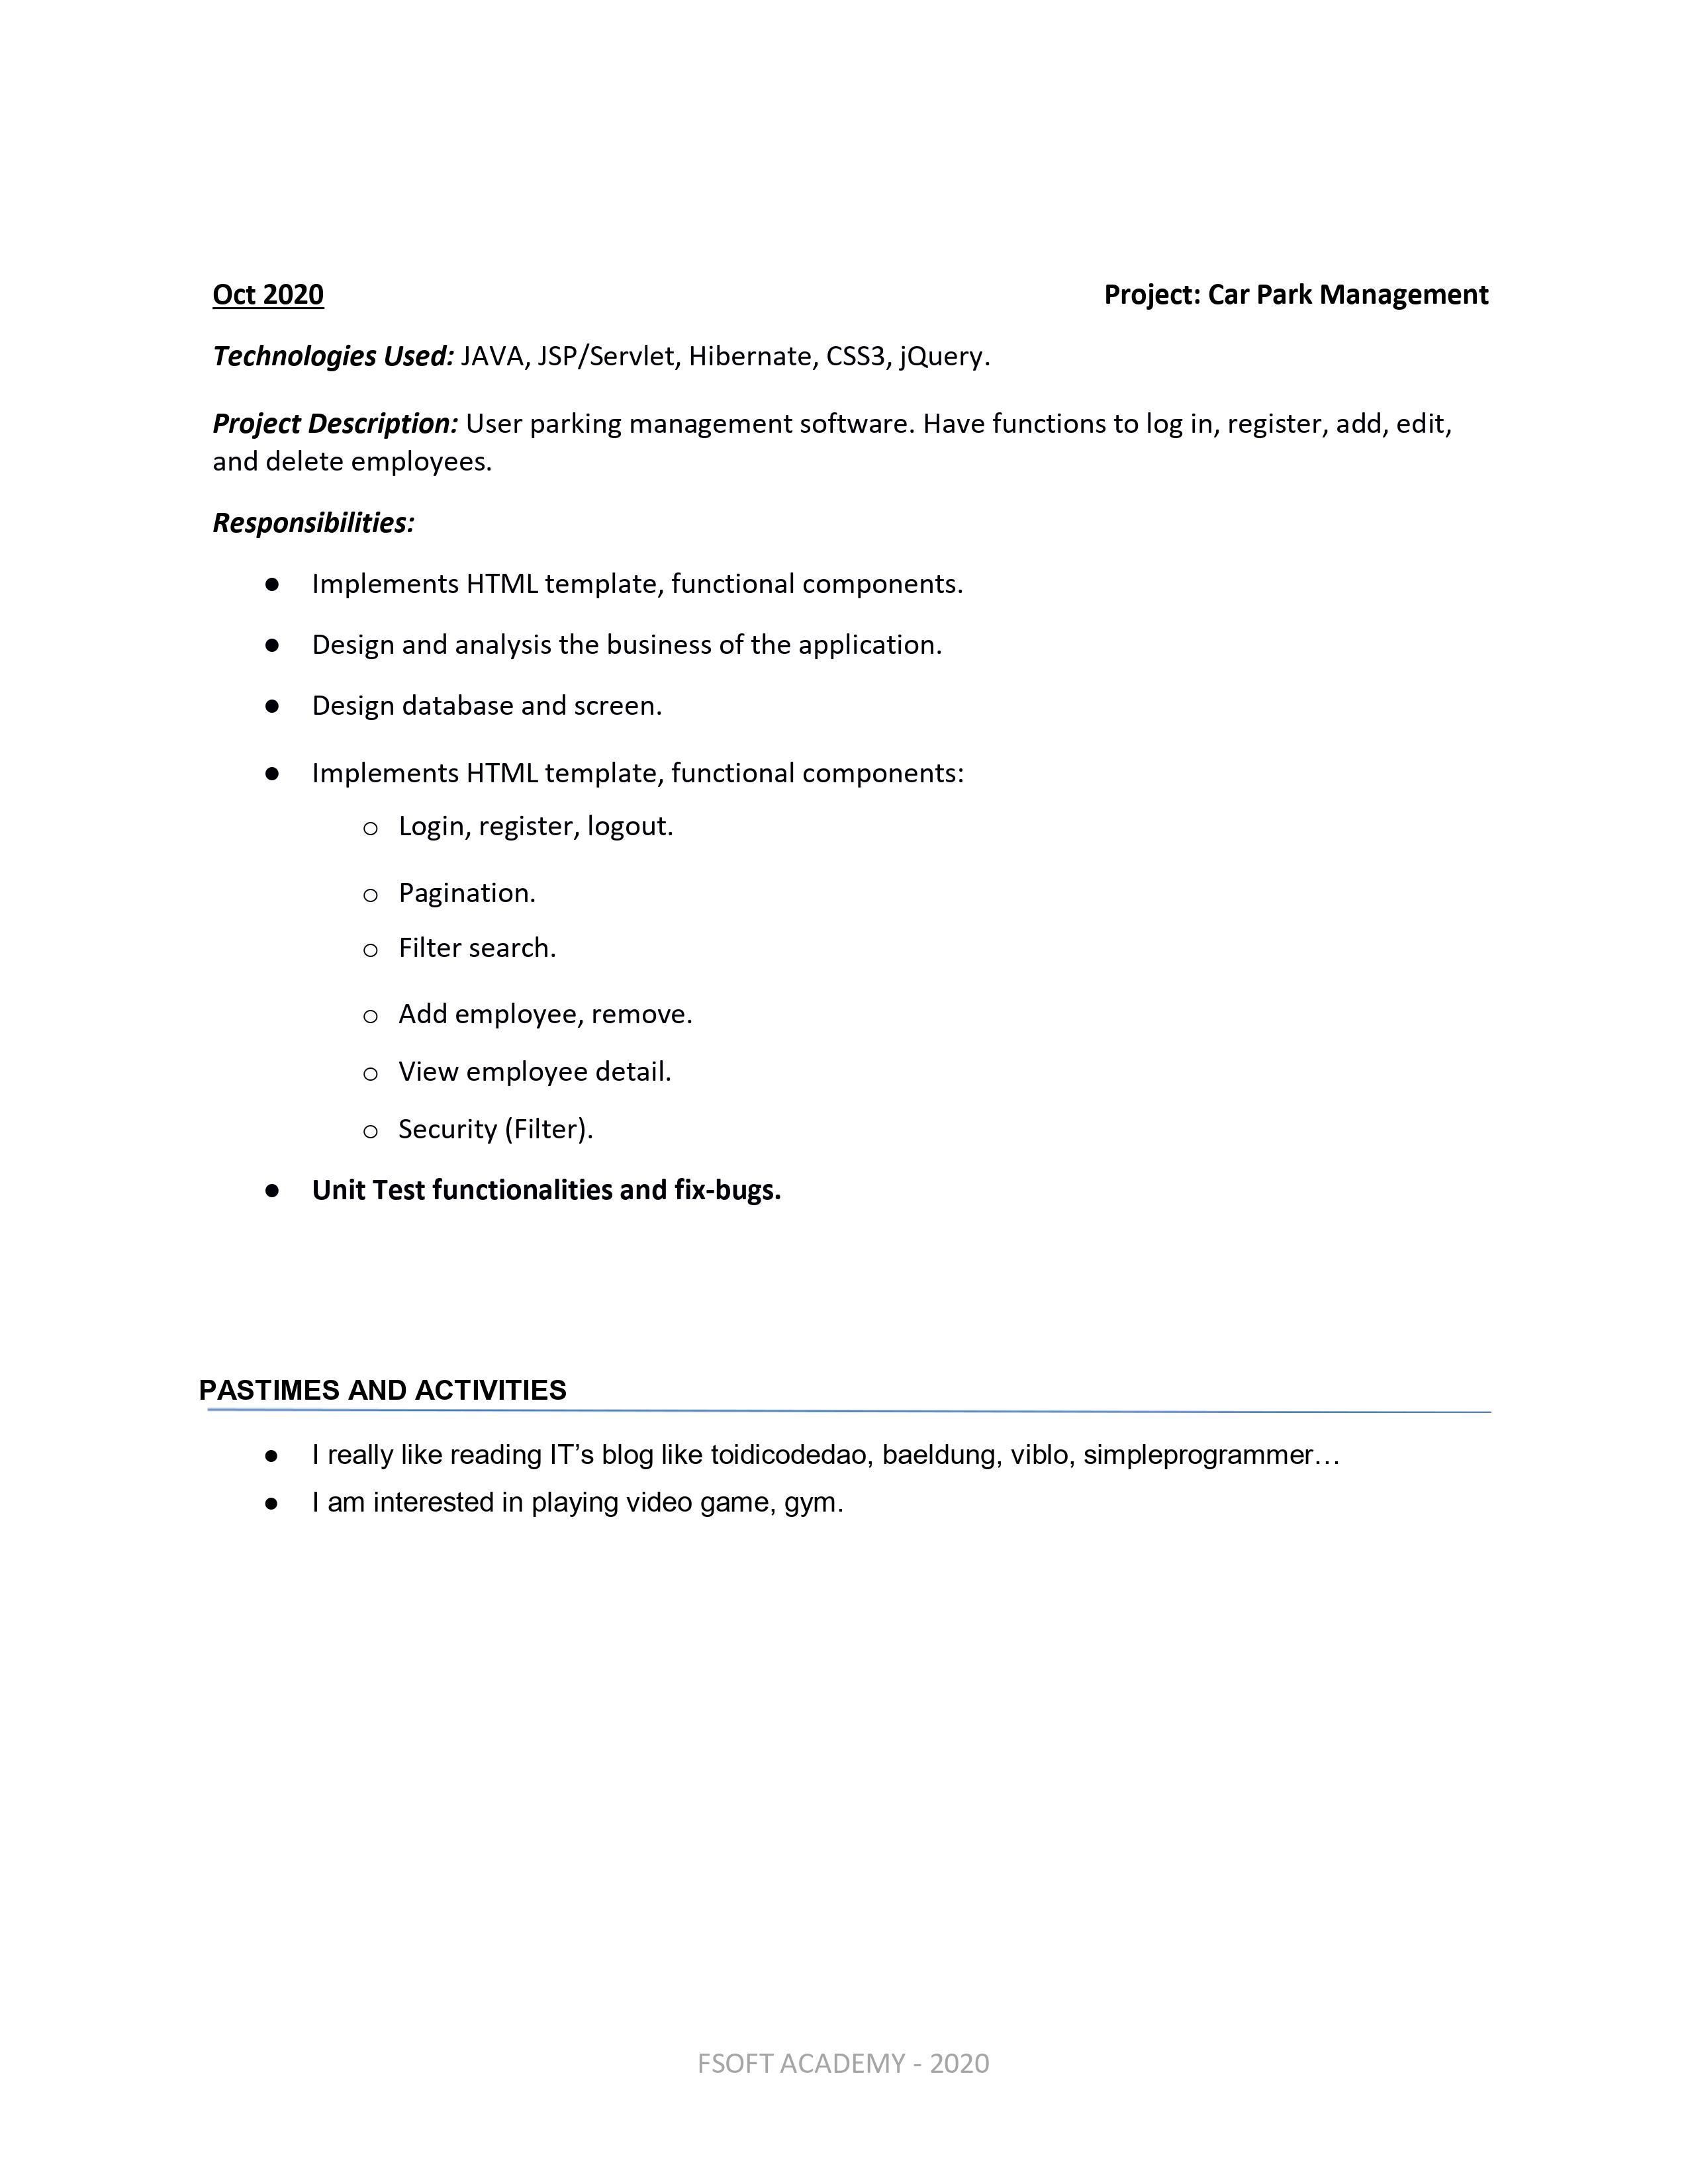 Oct 2020 Project: Car Park Management
Technologies Used: JAVA, JSP/Servlet, Hibernate, CSS3, jQuery.
Project Description: User parking management software. Have functions to log in, register, add, edit,
and delete employees.
Responsibilities:
● Implements HTML template, functional components.
● Design and analysis the business of the application.
● Design database and screen.
● Implements HTML template, functional components:
o Login, register, logout.
o Pagination.
o Filter search.
o Add employee, remove.
o View employee detail.
o Security (Filter).
● Unit Test functionalities and fix-bugs.
PASTIMES AND ACTIVITIES
● I really like reading IT’s blog like toidicodedao, baeldung, viblo, simpleprogrammer…
● I am interested in playing video game, gym.
FSOFT ACADEMY - 2020